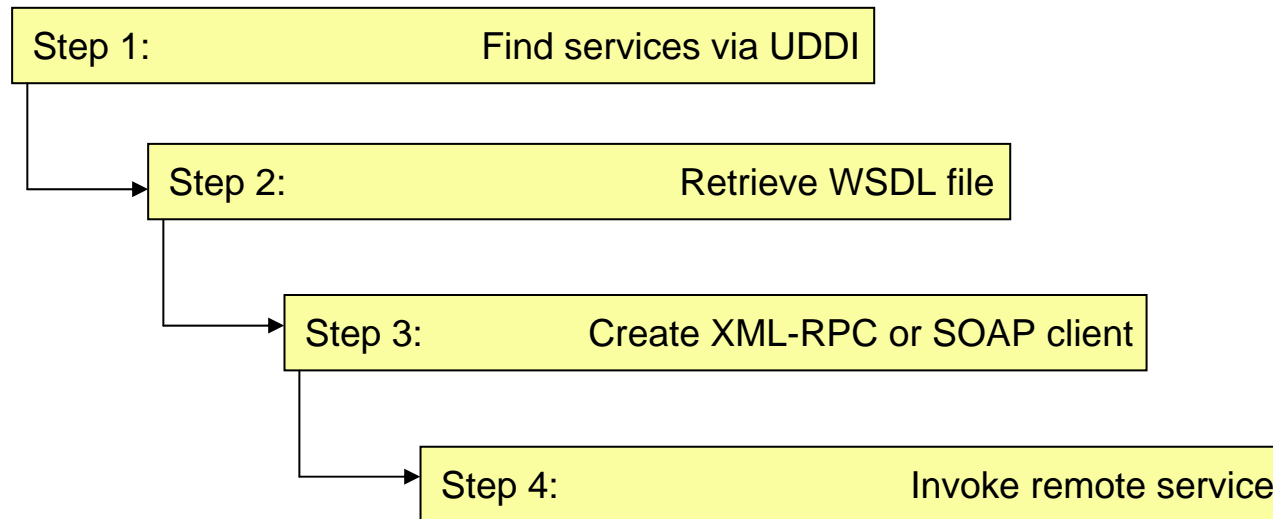 Step 1: Find services via UDDI
Step 2: Retrieve WSDL file
Step 3: Create XML-RPC or SOAP client
Step 4: Invoke remote service